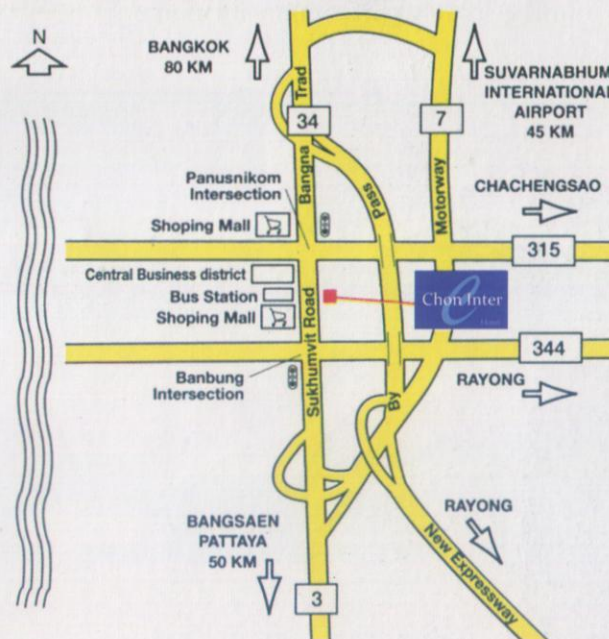 N
BANGKOK
80 KM
SUVARNABHUMI
INTERNATIONAL
AIRPORT
45 KM
Trad
34
7
Bangna
Pass
Motorway
Panusnikom
Intersection
CHACHENGSAO
Shoping Mall
315
Central Business district
Bus Station
Shoping Mall
Chon Inter
Hotel
Sukhumvit Road
344
Banbung
Intersection
RAYONG
By
BANGSAEN
PATTAYA
50 KM
RAYONG
New Expressway
3